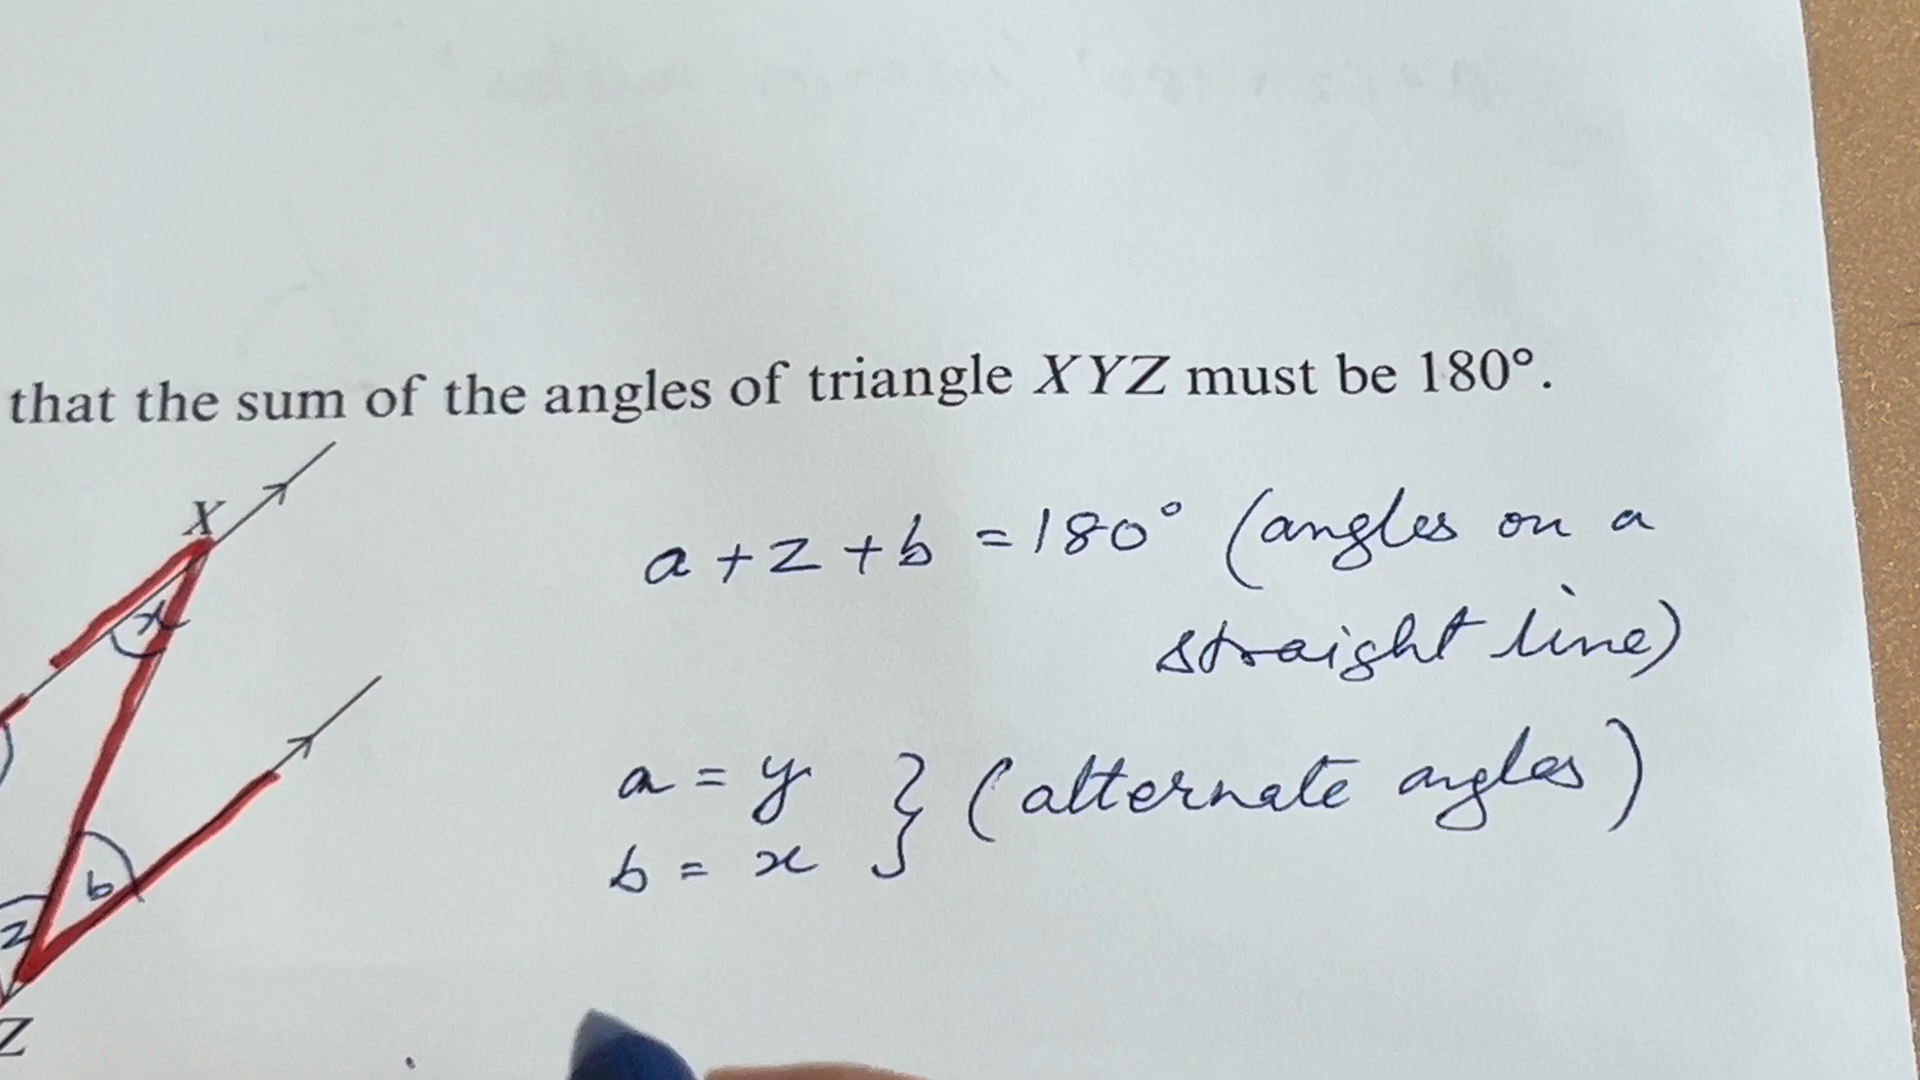 that the sum of the angles of triangle XYZ must be 180°.
X
a + z + b = 180° (angles on a
straight line)
x
a = y } (alternate angles)
b = x
b
z
Z